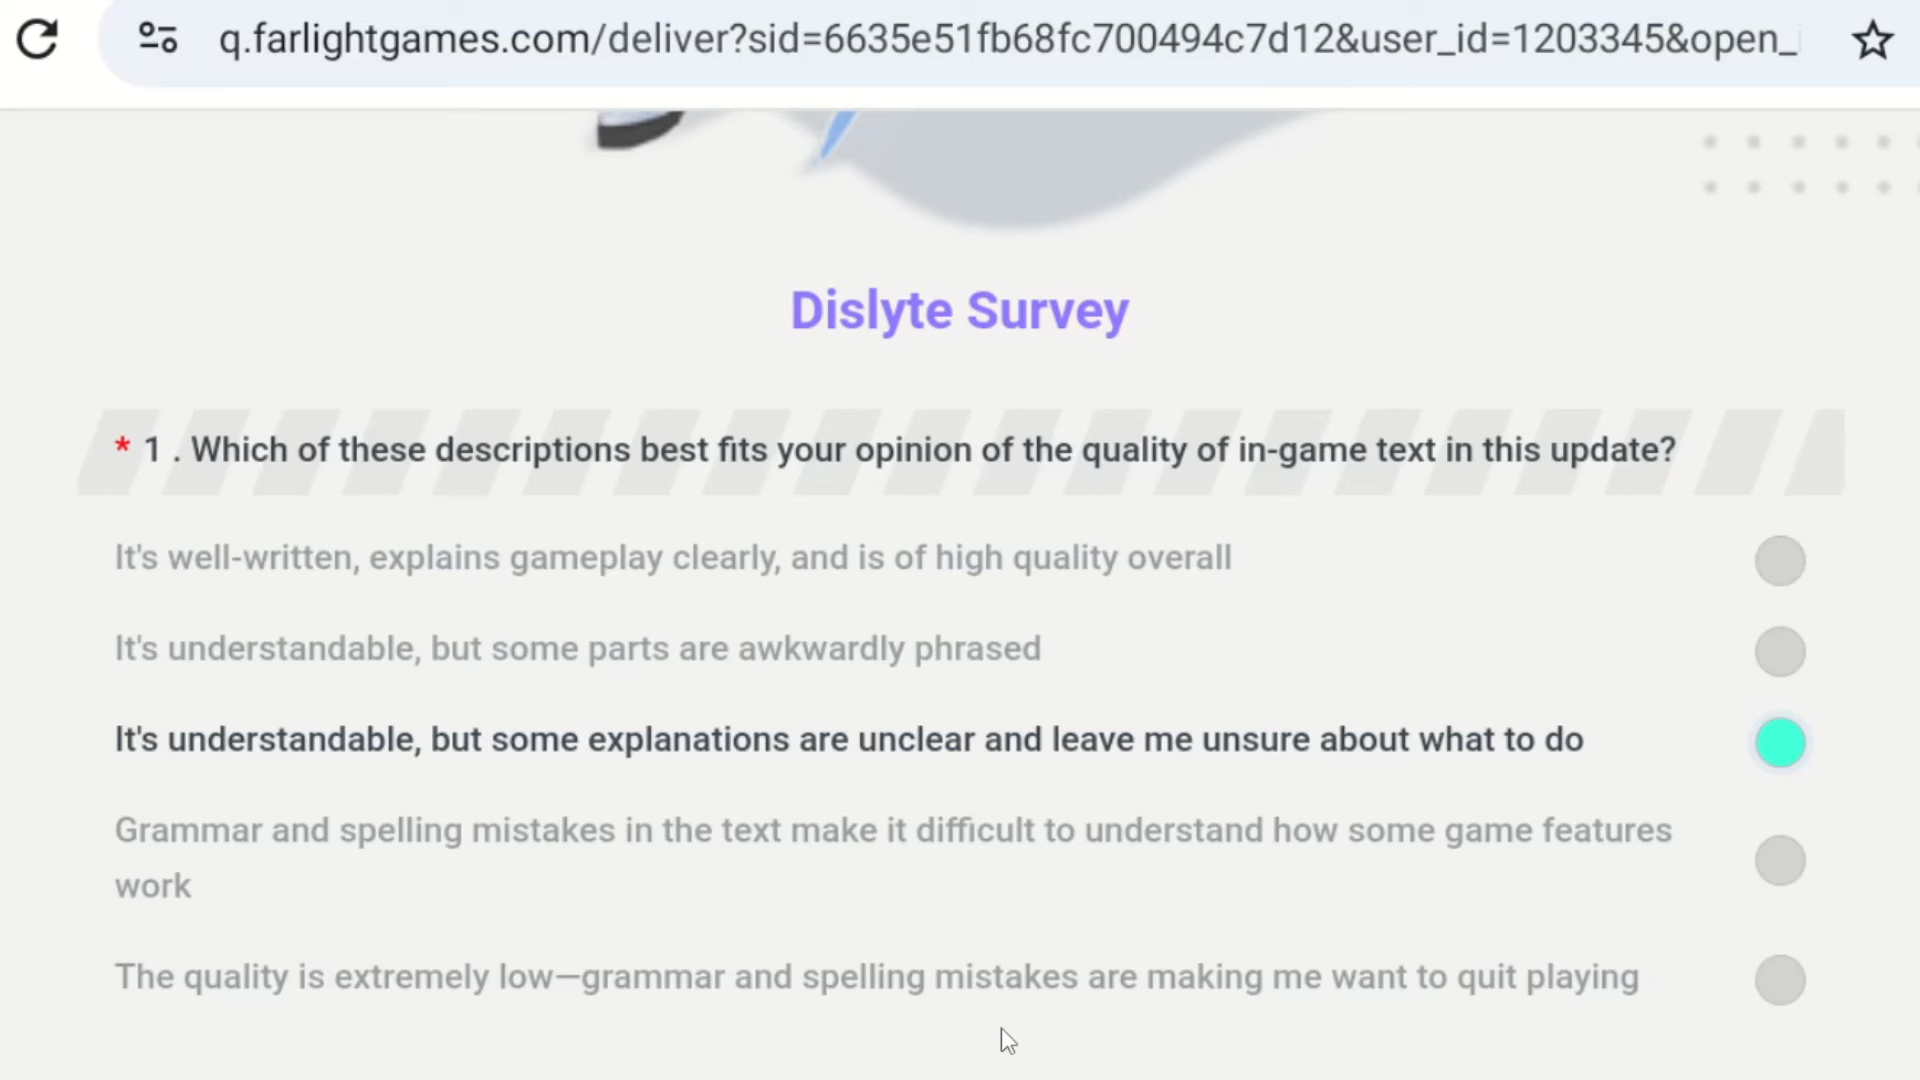 q.farlightgames.com/deliver?sid=6635e51fb68fc700494c7d12&user_id=1203345&open_
Dislyte Survey
* 1 . Which of these descriptions best fits your opinion of the quality of in-game text in this update?
It's well-written, explains gameplay clearly, and is of high quality overall
It's understandable, but some parts are awkwardly phrased
It's understandable, but some explanations are unclear and leave me unsure about what to do
Grammar and spelling mistakes in the text make it difficult to understand how some game features
work
The quality is extremely low—grammar and spelling mistakes are making me want to quit playing